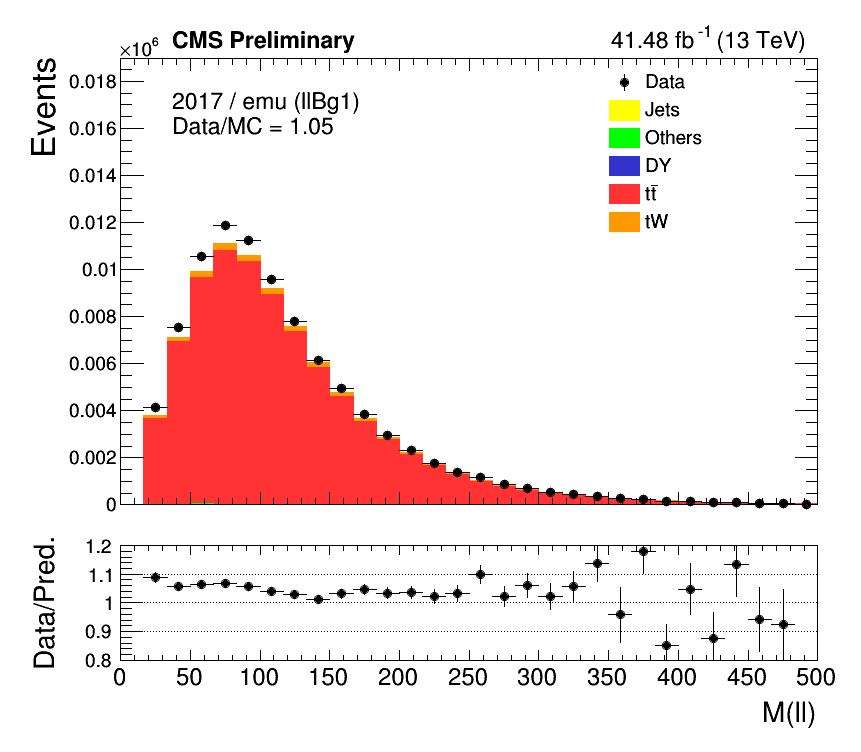 ×10⁶ CMS Preliminary 41.48 fb⁻¹ (13 TeV)
Events
0.018
0.016
0.014
0.012
0.01
0.008
0.006
0.004
0.002
0
2017 / emu (llBg1)
Data/MC = 1.05
Data
Jets
Others
DY
tt̄
tW
Data/Pred.
1.2
1.1
1
0.9
0.8
0 50 100 150 200 250 300 350 400 450 500
M(ll)